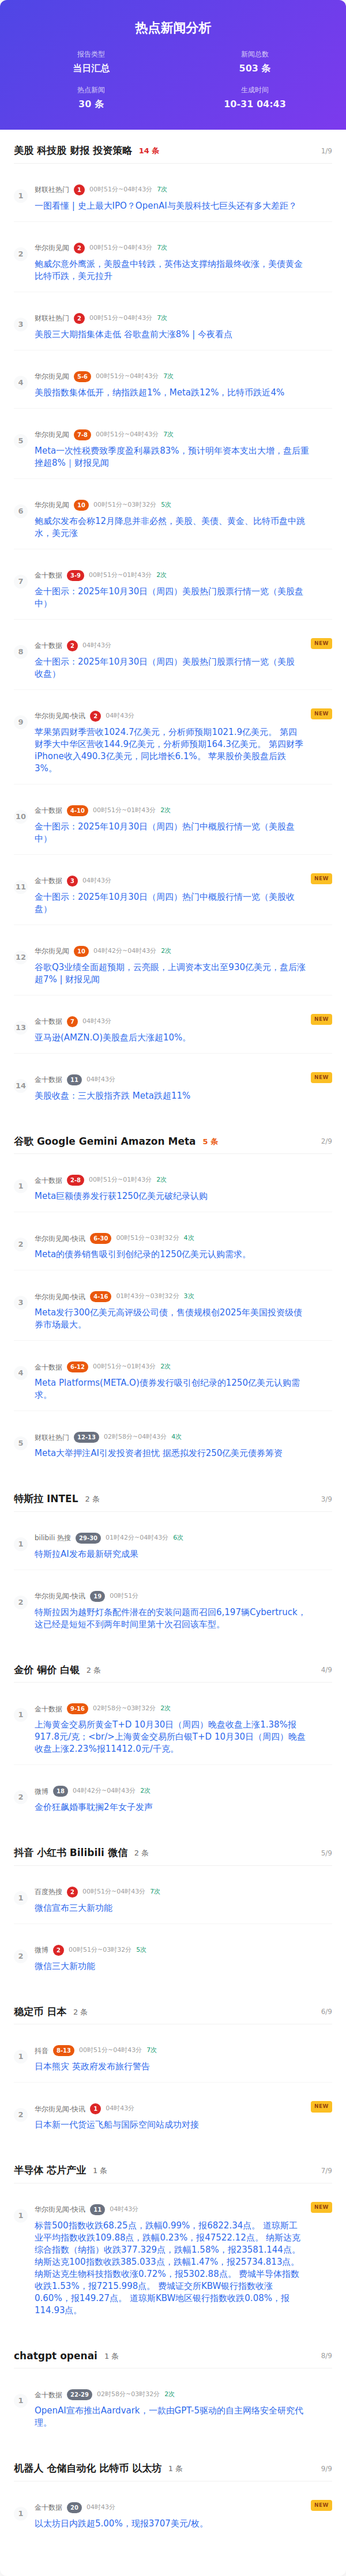 热点新闻分析
报告类型
当日汇总
新闻总数
503 条
热点新闻
30 条
生成时间
10-31 04:43
美股 科技股 财报 投资策略 14 条 1/9
1
财联社热门 1 00时51分~04时43分 7次
一图看懂 | 史上最大IPO？OpenAI与美股科技七巨头还有多大差距？
2
华尔街见闻 2 00时51分~04时43分 7次
鲍威尔意外鹰派，美股盘中转跌，英伟达支撑纳指最终收涨，美债黄金
比特币跌，美元拉升
3
财联社热门 2 00时51分~04时43分 7次
美股三大期指集体走低 谷歌盘前大涨8% | 今夜看点
4
华尔街见闻 5-6 00时51分~04时43分 7次
美股指数集体低开，纳指跌超1%，Meta跌12%，比特币跌近4%
5
华尔街见闻 7-8 00时51分~04时43分 7次
Meta一次性税费致季度盈利暴跌83%，预计明年资本支出大增，盘后重
挫超8%｜财报见闻
6
华尔街见闻 10 00时51分~03时32分 5次
鲍威尔发布会称12月降息并非必然，美股、美债、黄金、比特币盘中跳
水，美元涨
7
金十数据 3-9 00时51分~01时43分 2次
金十图示：2025年10月30日（周四）美股热门股票行情一览（美股盘
中）
8
金十数据 2 04时43分
NEW
金十图示：2025年10月30日（周四）美股热门股票行情一览（美股
收盘）
9
华尔街见闻-快讯 2 04时43分
NEW
苹果第四财季营收1024.7亿美元，分析师预期1021.9亿美元。 第四
财季大中华区营收144.9亿美元，分析师预期164.3亿美元。 第四财季
iPhone收入490.3亿美元，同比增长6.1%。 苹果股价美股盘后跌
3%。
10
金十数据 4-10 00时51分~01时43分 2次
金十图示：2025年10月30日（周四）热门中概股行情一览（美股盘
中）
11
金十数据 3 04时43分
NEW
金十图示：2025年10月30日（周四）热门中概股行情一览（美股收
盘）
12
华尔街见闻 10 04时42分~04时43分 2次
谷歌Q3业绩全面超预期，云亮眼，上调资本支出至930亿美元，盘后涨
超7% | 财报见闻
13
金十数据 7 04时43分
NEW
亚马逊(AMZN.O)美股盘后大涨超10%。
14
金十数据 11 04时43分
NEW
美股收盘：三大股指齐跌 Meta跌超11%
谷歌 Google Gemini Amazon Meta 5 条 2/9
1
金十数据 2-8 00时51分~01时43分 2次
Meta巨额债券发行获1250亿美元破纪录认购
2
华尔街见闻-快讯 6-30 00时51分~03时32分 4次
Meta的债券销售吸引到创纪录的1250亿美元认购需求。
3
华尔街见闻-快讯 4-16 01时43分~03时32分 3次
Meta发行300亿美元高评级公司债，售债规模创2025年美国投资级债
券市场最大。
4
金十数据 6-12 00时51分~01时43分 2次
Meta Platforms(META.O)债券发行吸引创纪录的1250亿美元认购需
求。
5
财联社热门 12-13 02时58分~04时43分 4次
Meta大举押注AI引发投资者担忧 据悉拟发行250亿美元债券筹资
特斯拉 INTEL 2 条 3/9
1
bilibili 热搜 29-30 01时42分~04时43分 6次
特斯拉AI发布最新研究成果
2
华尔街见闻-快讯 19 00时51分
特斯拉因为越野灯条配件潜在的安装问题而召回6,197辆Cybertruck，
这已经是短短不到两年时间里第十次召回该车型。
金价 铜价 白银 2 条 4/9
1
金十数据 9-16 02时58分~03时32分 2次
上海黄金交易所黄金T+D 10月30日（周四）晚盘收盘上涨1.38%报
917.8元/克；<br/>上海黄金交易所白银T+D 10月30日（周四）晚盘
收盘上涨2.23%报11412.0元/千克。
2
微博 18 04时42分~04时43分 2次
金价狂飙婚事耽搁2年女子发声
抖音 小红书 Bilibili 微信 2 条 5/9
1
百度热搜 2 00时51分~04时43分 7次
微信宣布三大新功能
2
微博 2 00时51分~03时32分 5次
微信三大新功能
稳定币 日本 2 条 6/9
1
抖音 8-13 00时51分~04时43分 7次
日本熊灾 英政府发布旅行警告
2
华尔街见闻-快讯 1 04时43分
NEW
日本新一代货运飞船与国际空间站成功对接
半导体 芯片产业 1 条 7/9
1
华尔街见闻-快讯 11 04时43分
NEW
标普500指数收跌68.25点，跌幅0.99%，报6822.34点。 道琼斯工
业平均指数收跌109.88点，跌幅0.23%，报47522.12点。 纳斯达克
综合指数（纳指）收跌377.329点，跌幅1.58%，报23581.144点。
纳斯达克100指数收跌385.033点，跌幅1.47%，报25734.813点。
纳斯达克生物科技指数收涨0.72%，报5302.88点。 费城半导体指数
收跌1.53%，报7215.998点。 费城证交所KBW银行指数收涨
0.60%，报149.27点。 道琼斯KBW地区银行指数收跌0.08%，报
114.93点。
chatgpt openai 1 条 8/9
1
金十数据 22-29 02时58分~03时32分 2次
OpenAI宣布推出Aardvark，一款由GPT-5驱动的自主网络安全研究代
理。
机器人 仓储自动化 比特币 以太坊 1 条 9/9
1
金十数据 20 04时43分
NEW
以太坊日内跌超5.00%，现报3707美元/枚。